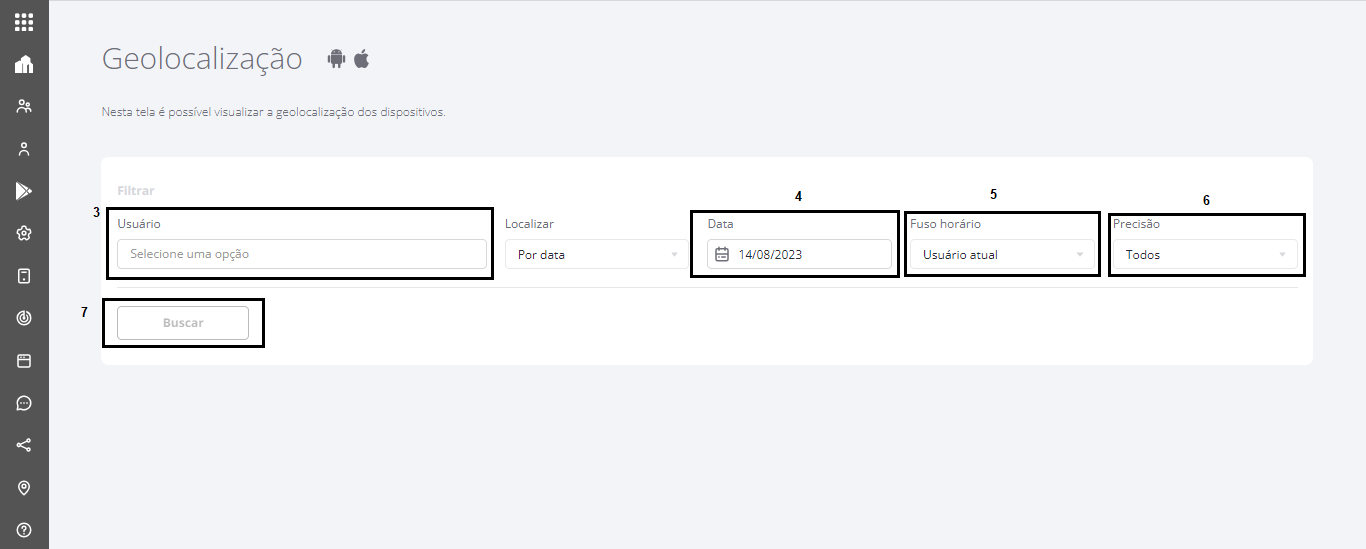 Geolocalização
Nesta tela é possível visualizar a geolocalização dos dispositivos.
Filtrar
4
5
6
3
Usuário
Localizar
Data
Fuso horário
Precisão
Selecione uma opção
Por data
14/08/2023
Usuário atual
Todos
7
Buscar